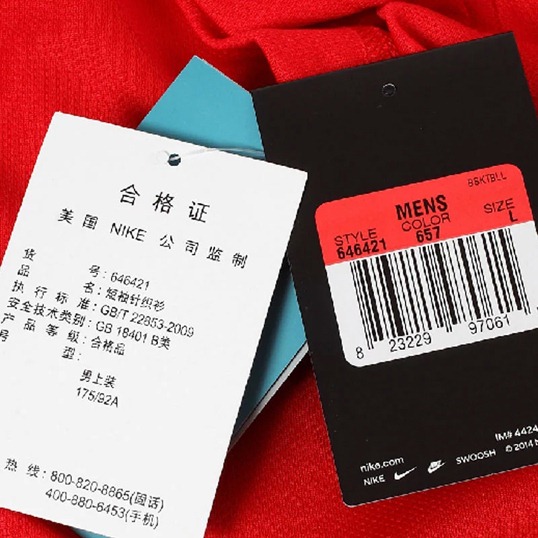 合格证
美国 NIKE 公司监制
货号:646421
品名:短袖针织衫
执行标准:GB/T 22853-2009
安全技术类别:GB 18401 B类
产品等级:合格品
号型:
男上装
175/92A
热线:800-820-8865(固话)
400-880-6453(手机)
BSKTBLL
MENS
STYLE COLOR SIZE
646421 657 L
8 23229 97061
IM# 4424
nike.com
NIKE SWOOSH © 2014 N